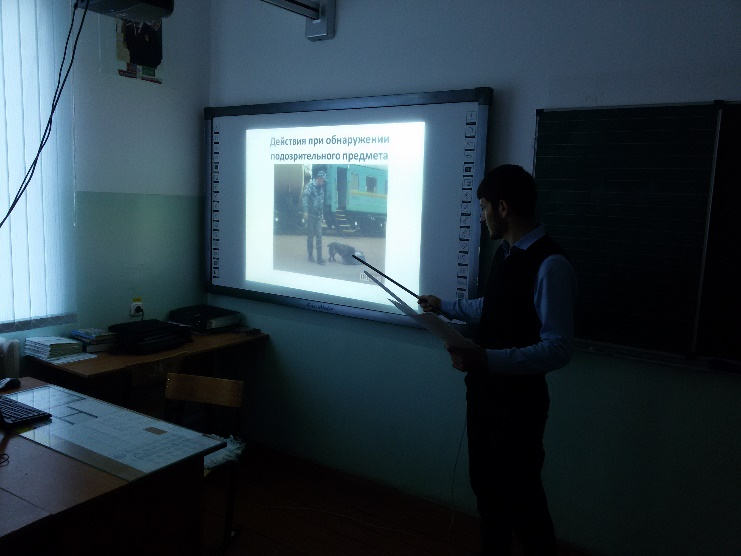 Действия при обнаружении
подозрительного предмета